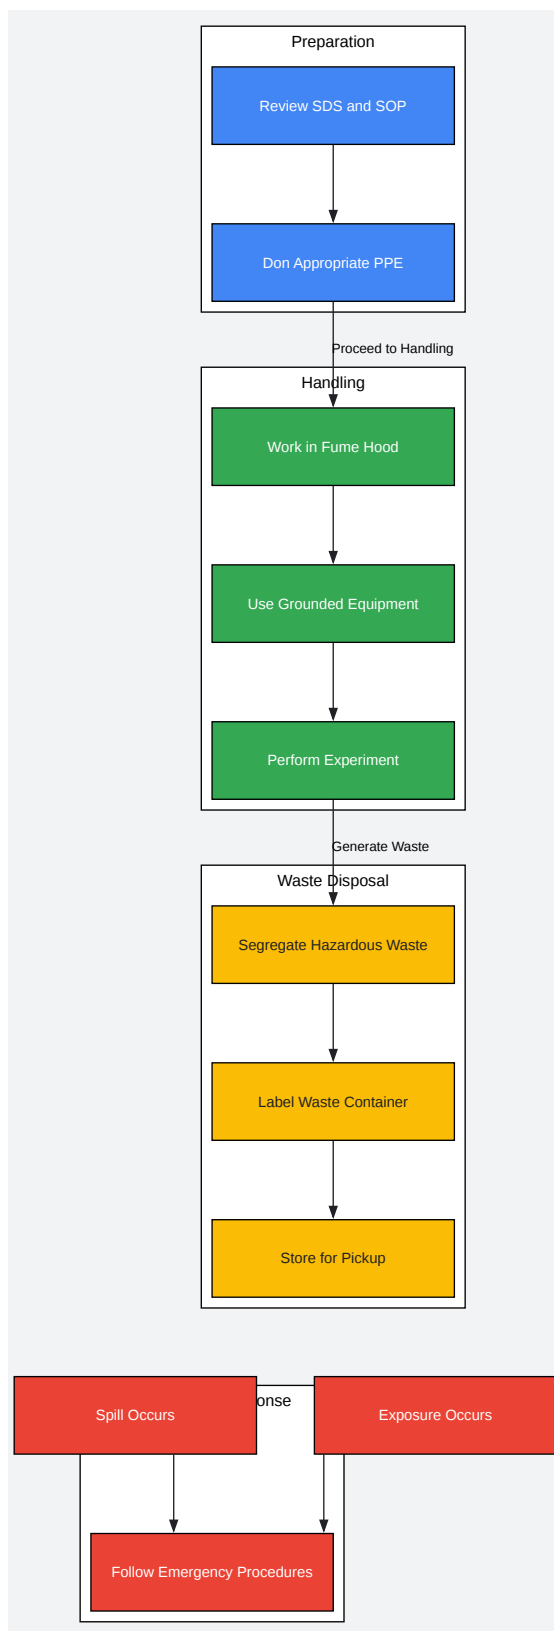 Preparation
Review SDS and SOP
Don Appropriate PPE
Proceed to Handling
Handling
Work in Fume Hood
Use Grounded Equipment
Perform Experiment
Generate Waste
Waste Disposal
Segregate Hazardous Waste
Label Waste Container
Store for Pickup
onse
Spill Occurs
Exposure Occurs
Follow Emergency Procedures